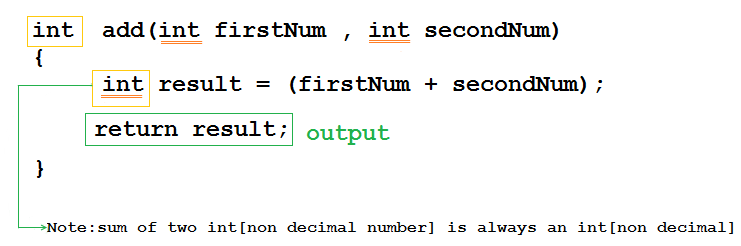 int add(int firstNum , int secondNum)
{
int result = (firstNum + secondNum);
return result; output
}
Note:sum of two int[non decimal number] is always an int[non decimal]